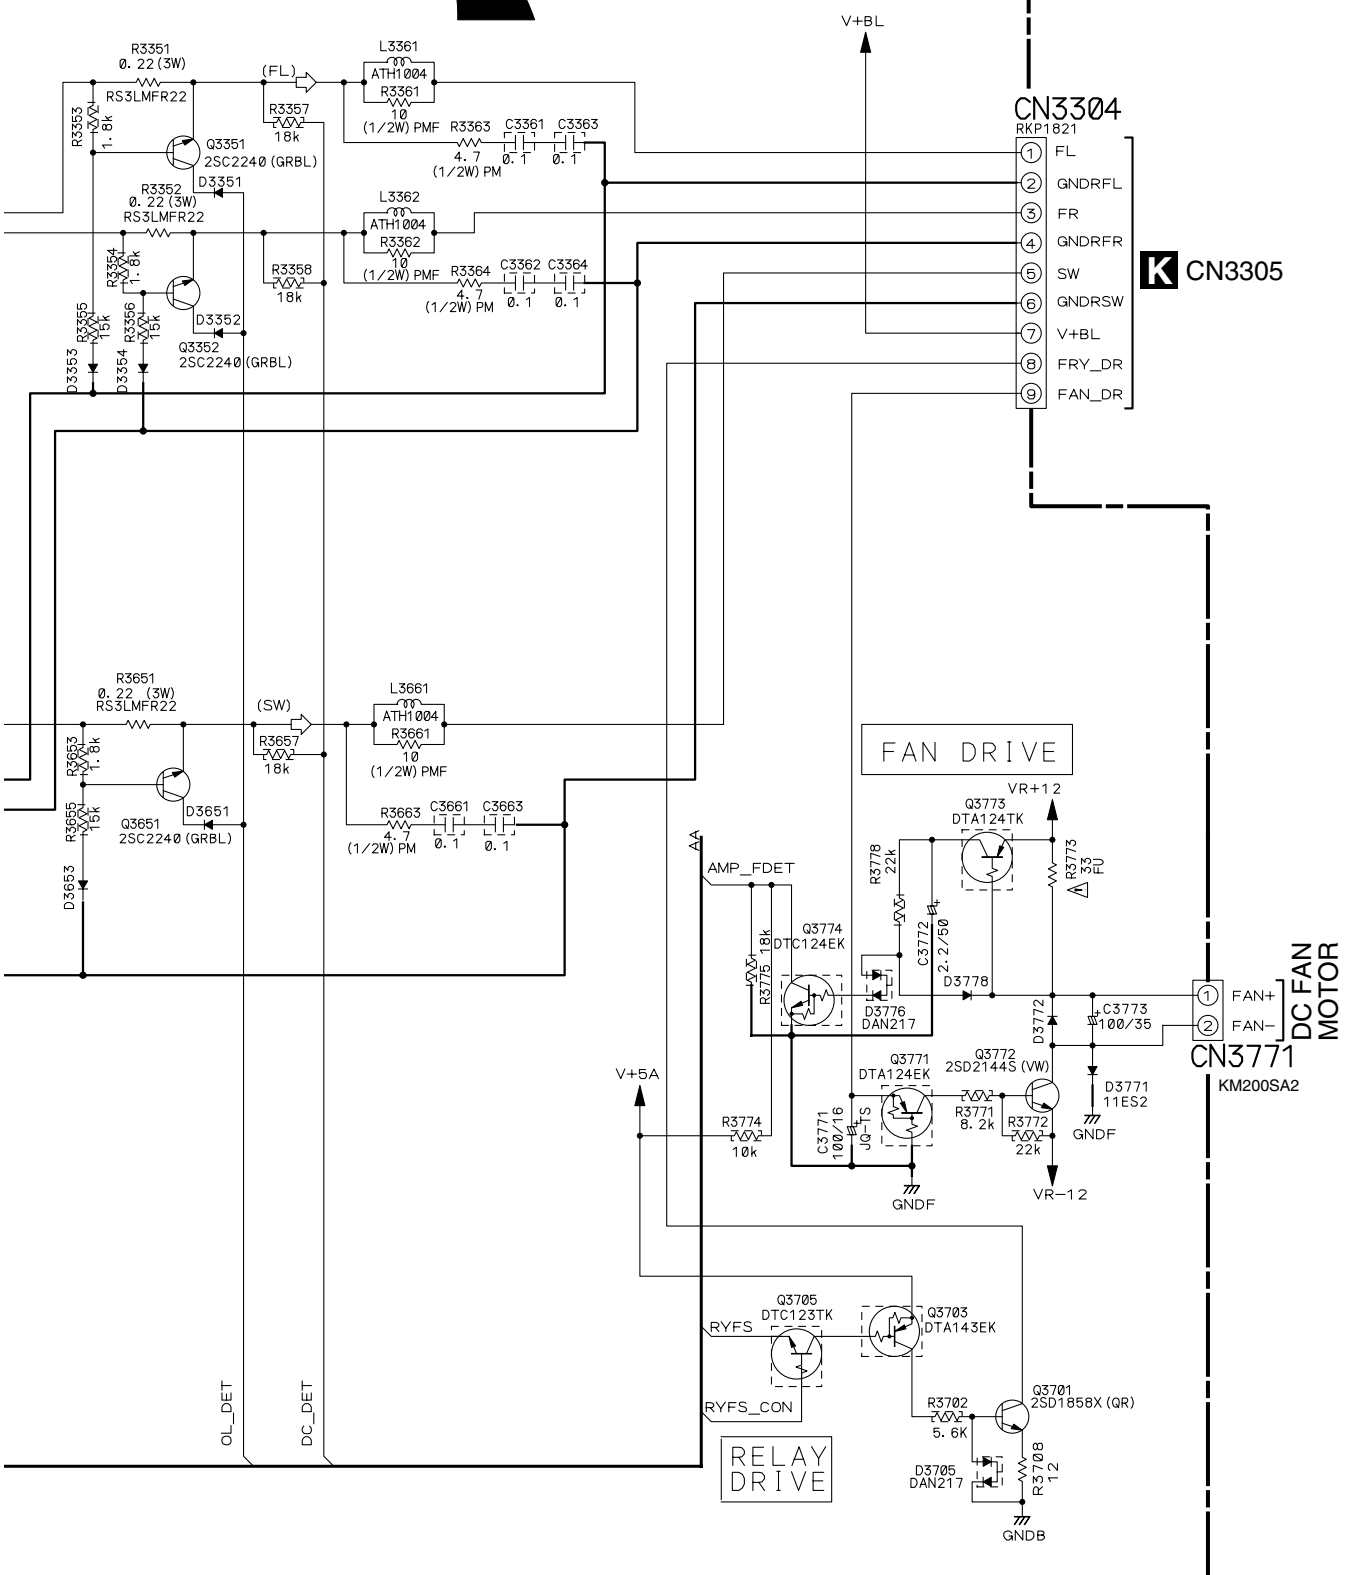 V+BL
R3351
0.22(3W)
RS3LMFR22
(FL)
L3361
ATH1004
R3361
10
(1/2W)PMF
R3353
1.8k
R3357
18k
Q3351
2SC2240(GRBL)
R3363
4.7
(1/2W)PM
C3361
0.1
C3363
0.1
D3351
R3352
0.22(3W)
RS3LMFR22
L3362
ATH1004
R3362
10
(1/2W)PMF
R3354
1.8k
R3358
18k
R3364
4.7
(1/2W)PM
C3362
0.1
C3364
0.1
R3355
15k
R3356
15k
D3352
Q3352
2SC2240(GRBL)
D3353
D3354
CN3304
RKP1821
1 FL
2 GNDRFL
3 FR
4 GNDRFR
5 SW
6 GNDRSW
7 V+BL
8 FRY_DR
9 FAN_DR
K CN3305
R3651
0.22 (3W)
RS3LMFR22
(SW)
L3661
ATH1004
R3661
10
(1/2W)PMF
R3653
1.8k
R3657
18k
R3655
15k
D3651
Q3651
2SC2240(GRBL)
R3663
4.7
(1/2W)PM
C3661
0.1
C3663
0.1
D3653
FAN DRIVE
VR+12
Q3773
DTA124TK
R3778
22k
R3773
33
FU
AA
AMP_FDET
Q3774
DTC124EK
C3772
2.2/50
R3775 18k
D3778
D3776
DAN217
D3772
C3773
100/35
1 FAN+
2 FAN-
DC FAN
MOTOR
CN3771
KM200SA2
V+5A
Q3771
DTA124EK
Q3772
2SD2144S(VW)
D3771
11ES2
GNDF
R3774
10k
C3771
100/16
JQ-TS
R3771
8.2k
R3772
22k
GNDF
VR-12
Q3705
DTC123TK
Q3703
DTA143EK
RYFS
OL_DET
DC_DET
RYFS_CON
R3702
5.6K
Q3701
2SD1858X(QR)
RELAY
DRIVE
D3705
DAN217
R3708
12
GNDB